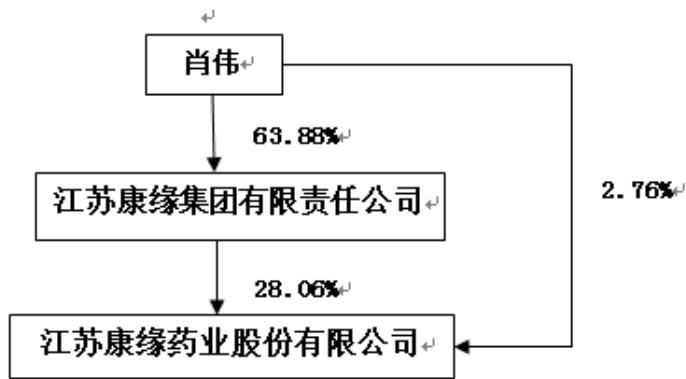 肖伟
63.88%
江苏康缘集团有限责任公司
2.76%
28.06%
江苏康缘药业股份有限公司